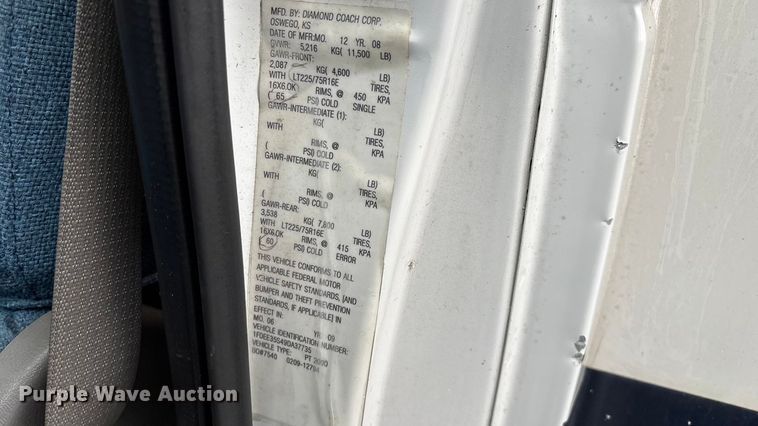 MFD. BY: DIAMOND COACH CORP.
OSWEGO, KS
DATE OF MFR:MO. 12 YR. 08
GVWR: 5,216 KG( 11,500 LB)
GAWR-FRONT:
2,087 KG( 4,600 LB)
WITH LT225/75R16E TIRES,
16X6.0K RIMS, @ 450 KPA
( 65 PSI) COLD SINGLE
GAWR-INTERMEDIATE (1):
KG( LB)
WITH TIRES,
RIMS, @ KPA
( PSI) COLD
GAWR-INTERMEDIATE (2):
KG( LB)
WITH TIRES,
RIMS, @ KPA
( PSI) COLD
GAWR-REAR:
3,538 KG( 7,800 LB)
WITH LT225/75R16E TIRES,
16X6.0K RIMS, @ 415 KPA
( 60 PSI) COLD ERROR
THIS VEHICLE CONFORMS TO ALL
APPLICABLE FEDERAL MOTOR
VEHICLE SAFETY STANDARDS, [AND
BUMPER AND THEFT PREVENTION
STANDARDS, IF APPLICABLE] IN
EFFECT IN:
MO. 06 YR. 09
VEHICLE IDENTIFICATION NUMBER:
1FDEE35S49DA37735
VEHICLE TYPE:
BO#7540 0209-12794
Purple Wave Auction